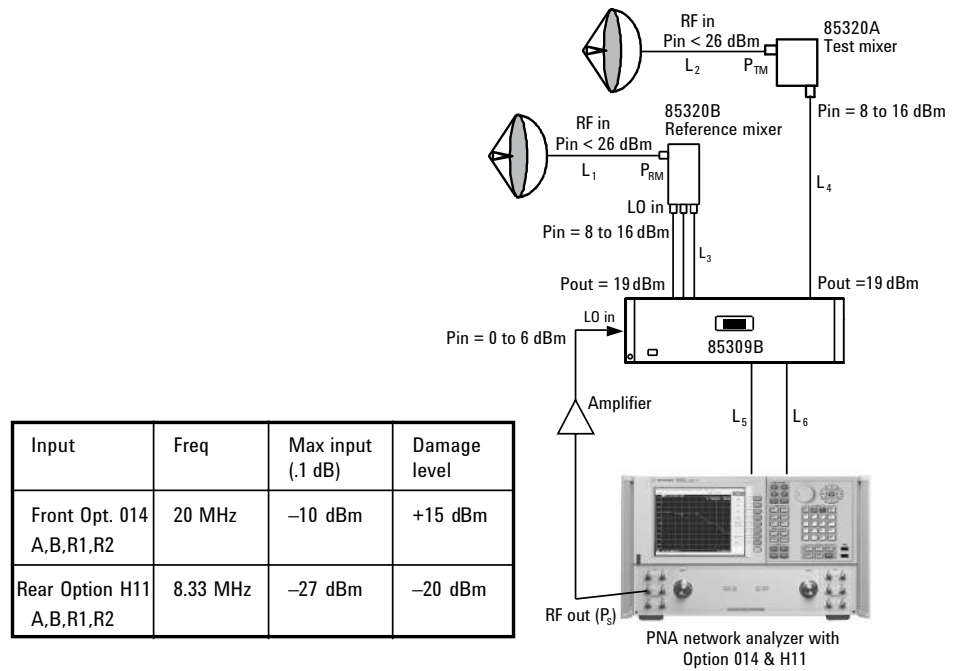 RF in
Pin < 26 dBm
L2
PTM
85320A
Test mixer
Pin = 8 to 16 dBm
RF in
Pin < 26 dBm
L1
PRM
85320B
Reference mixer
LO in
Pin = 8 to 16 dBm
L3
L4
Pout = 19 dBm
Pout =19 dBm
LO in
Pin = 0 to 6 dBm
85309B
Amplifier
L5
L6
RF out (PS)
PNA network analyzer with
Option 014 & H11
Input Freq Max input Damage
(.1 dB) level
Front Opt. 014 20 MHz –10 dBm +15 dBm
A,B,R1,R2
Rear Option H11 8.33 MHz –27 dBm –20 dBm
A,B,R1,R2